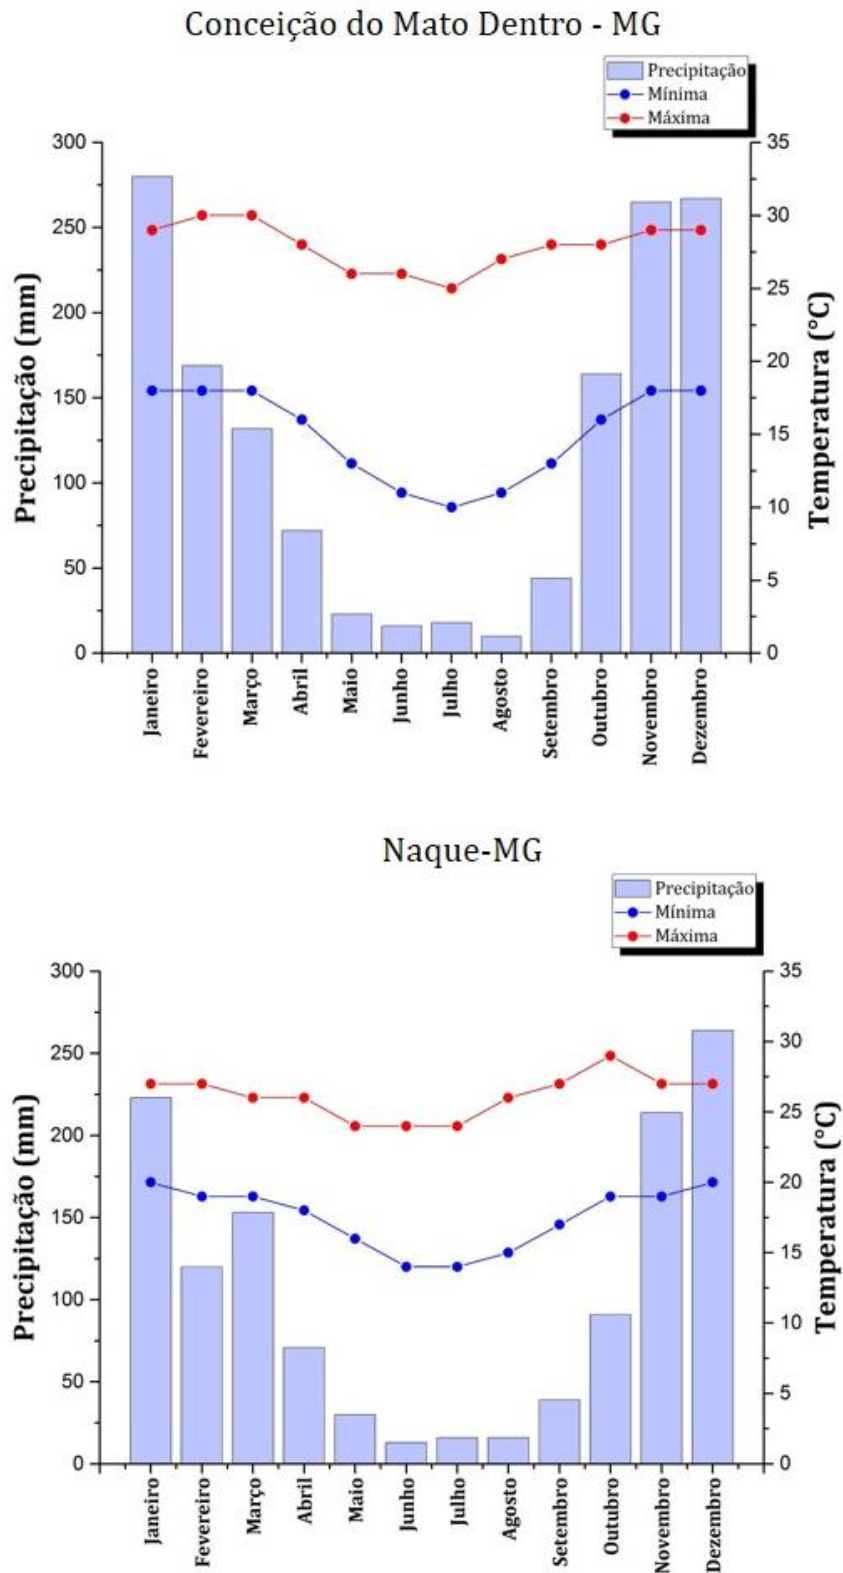 Conceição do Mato Dentro - MG
Precipitação
Mínima
Máxima
300
250
200
150
100
50
0
Precipitação (mm)
35
30
25
20
15
10
5
0
Temperatura (°C)
Janeiro
Fevereiro
Março
Abril
Maio
Junho
Julho
Agosto
Setembro
Outubro
Novembro
Dezembro
Naque-MG
Precipitação
Mínima
Máxima
300
250
200
150
100
50
0
Precipitação (mm)
35
30
25
20
15
10
5
0
Temperatura (°C)
Janeiro
Fevereiro
Março
Abril
Maio
Junho
Julho
Agosto
Setembro
Outubro
Novembro
Dezembro